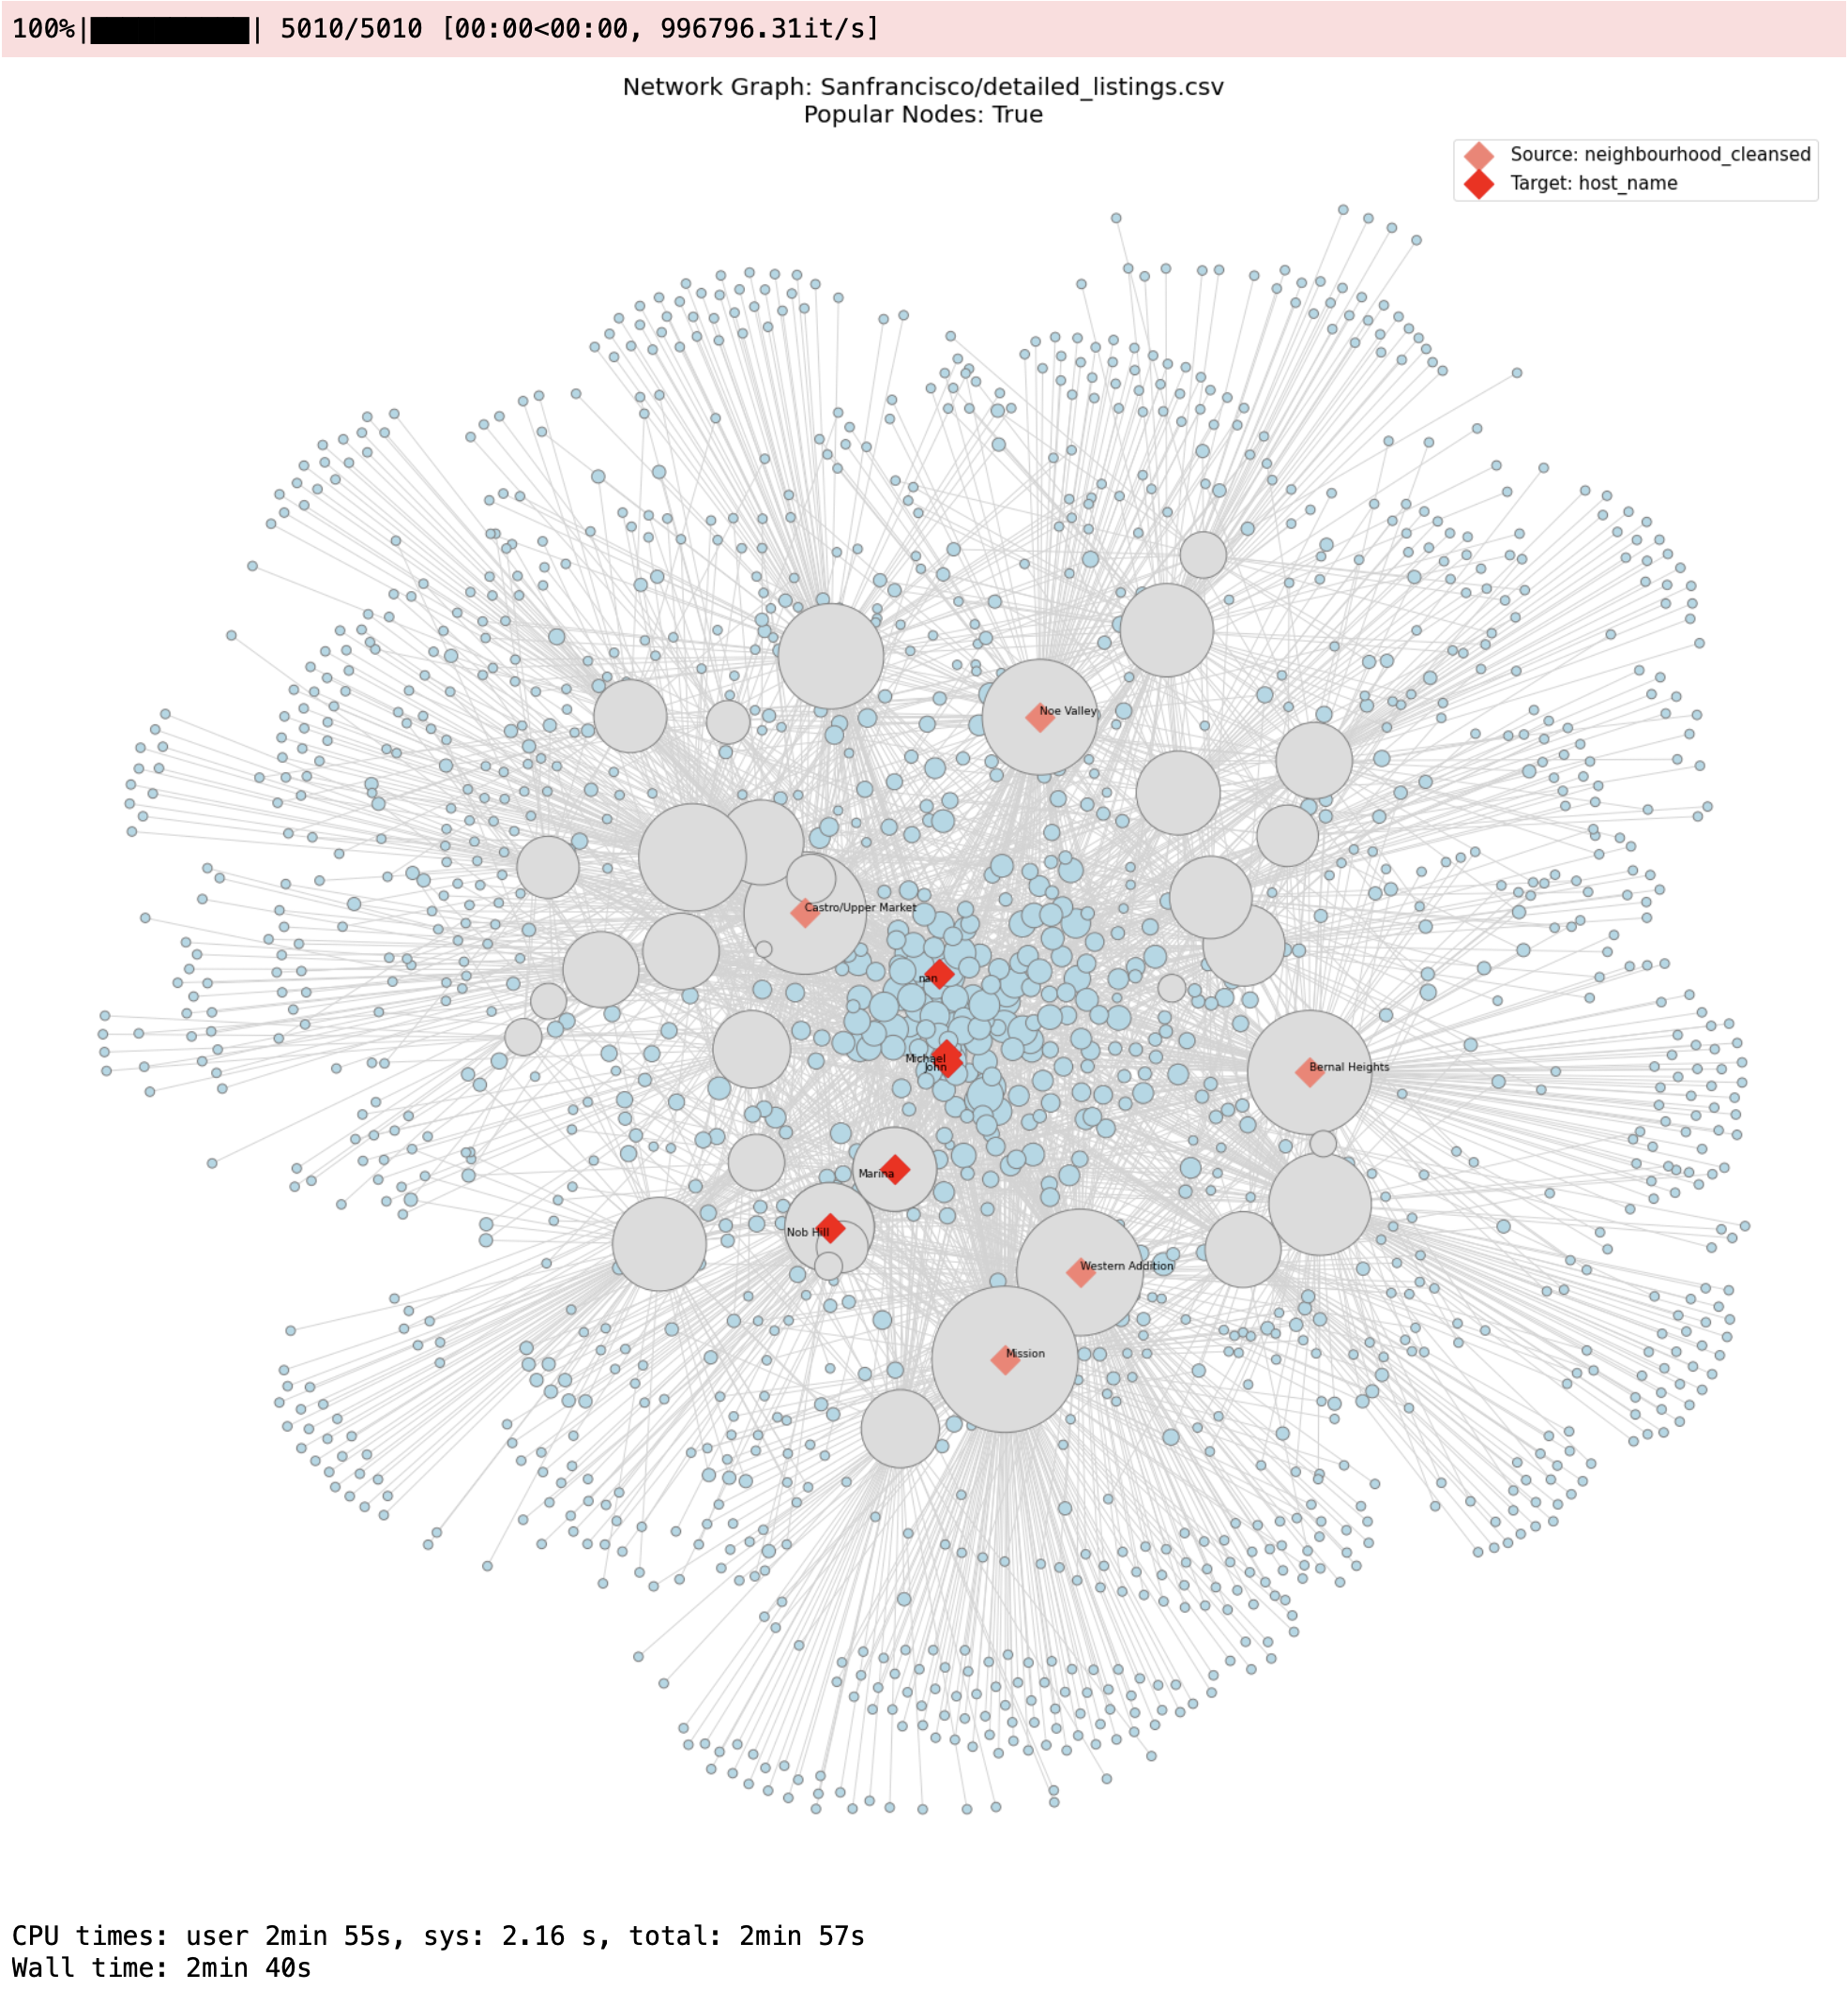 100%|██████████| 5010/5010 [00:00<00:00, 996796.31it/s]
Network Graph: Sanfrancisco/detailed_listings.csv
Popular Nodes: True
Source: neighbourhood_cleansed
Target: host_name
Noe Valley
Castro/Upper Market
nan
Michael
John
Bernal Heights
Marina
Nob Hill
Western Addition
Mission
CPU times: user 2min 55s, sys: 2.16 s, total: 2min 57s
Wall time: 2min 40s